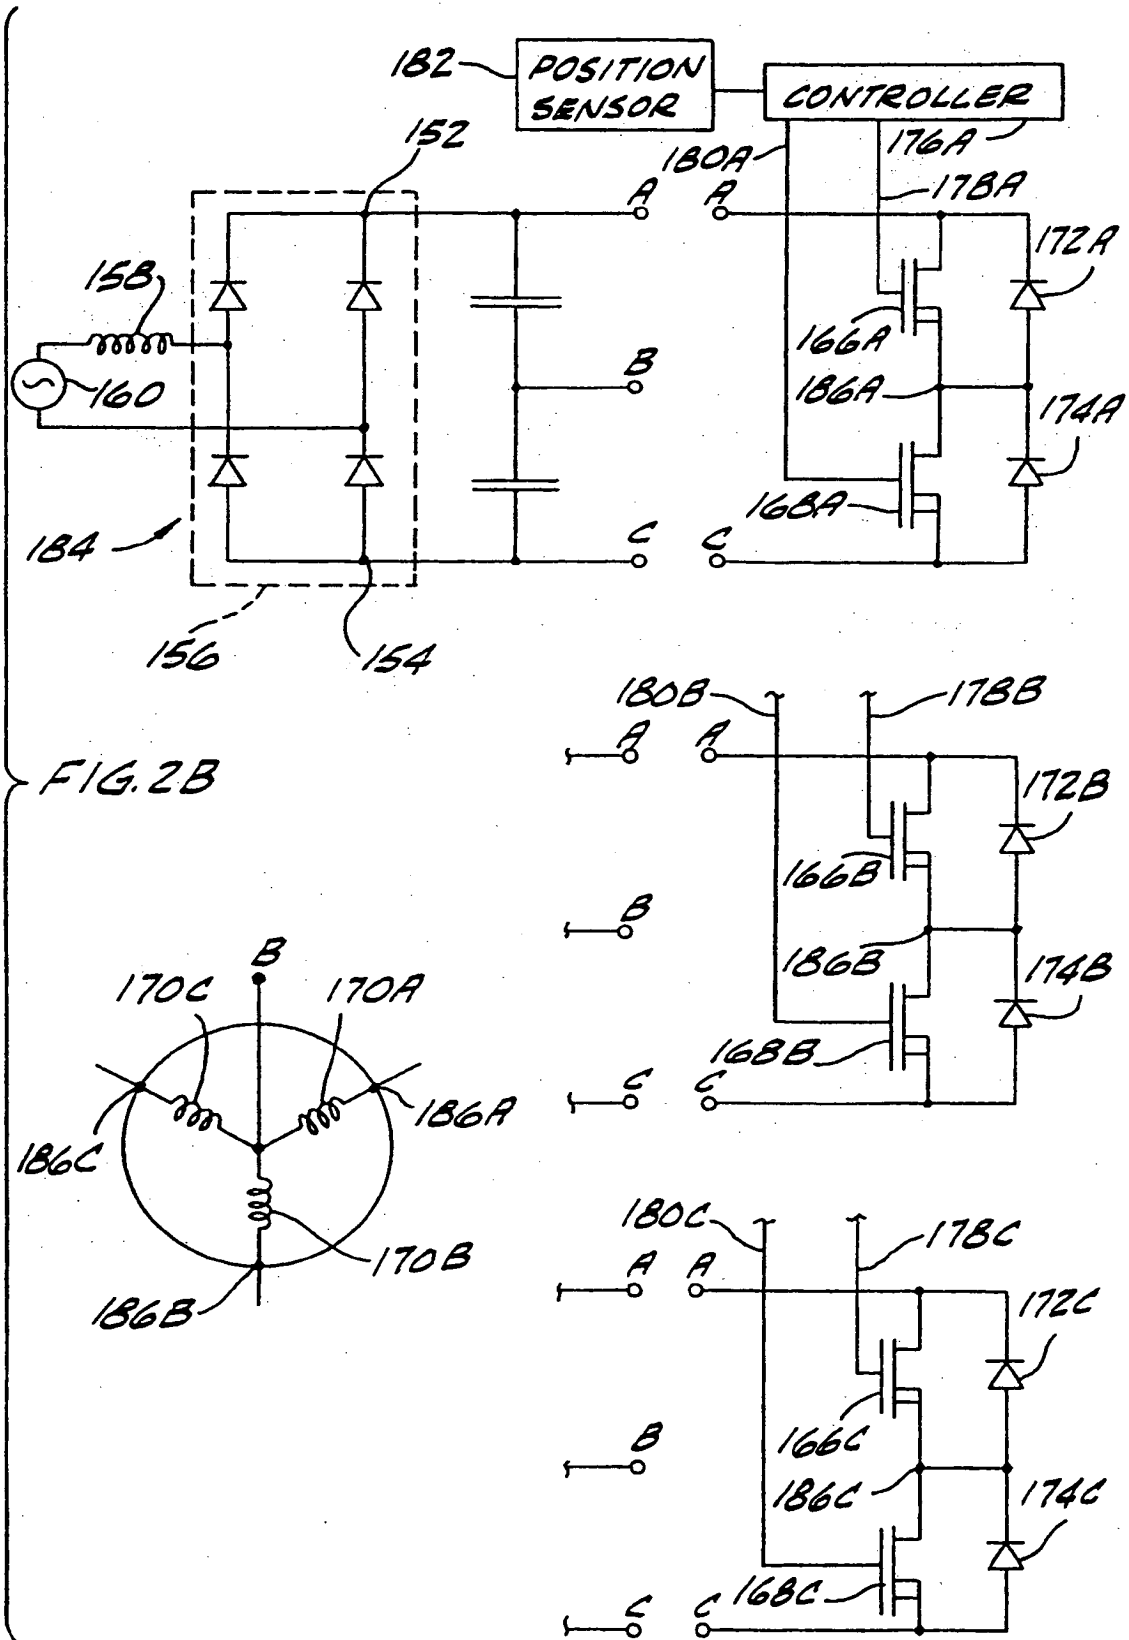 182
POSITION
SENSOR
CONTROLLER
152
180A
176A
178A
A
A
172A
158
166A
160
B
186A
174A
168A
184
C
C
156
154
180B
178B
A
A
FIG. 2B
172B
166B
B
B
186B
174B
170C
170A
168B
C
C
186A
186C
180C
178C
170B
A
A
186B
172C
166C
B
186C
174C
168C
C
C